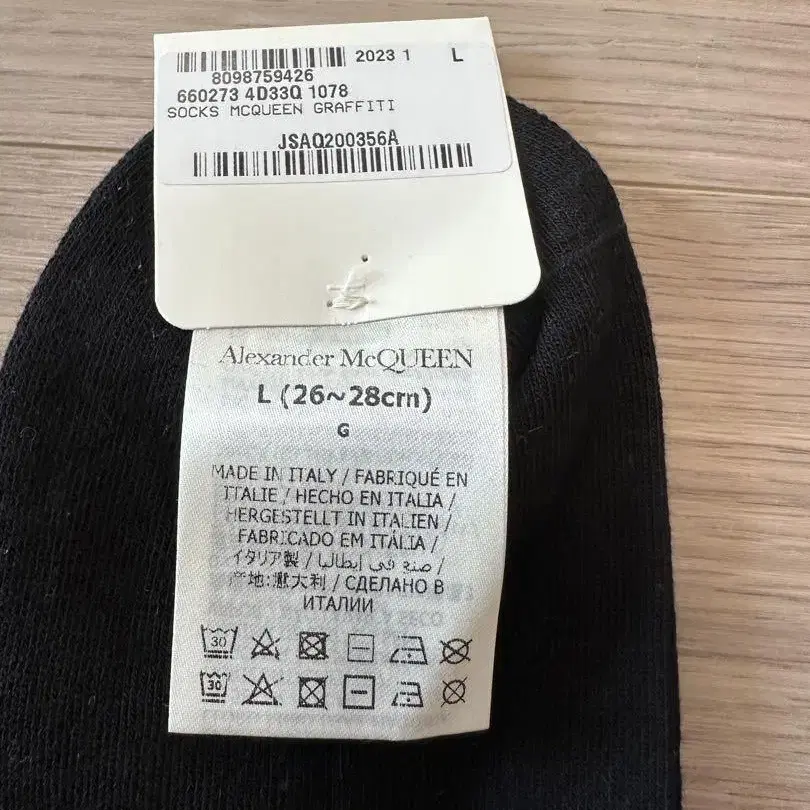 2023 1 L
8098759426
660273 4D33Q 1078
SOCKS MCQUEEN GRAFFITI
JSAQ200356A
Alexander McQUEEN
L (26~28cm)
G
MADE IN ITALY / FABRIQUÉ EN
ITALIE / HECHO EN ITALIA /
HERGESTELLT IN ITALIEN /
FABRICADO EM ITÁLIA /
イタリア製 / صنع في إيطاليا /
产地:意大利 / СДЕЛАНО В
ИТАЛИИ
30
30